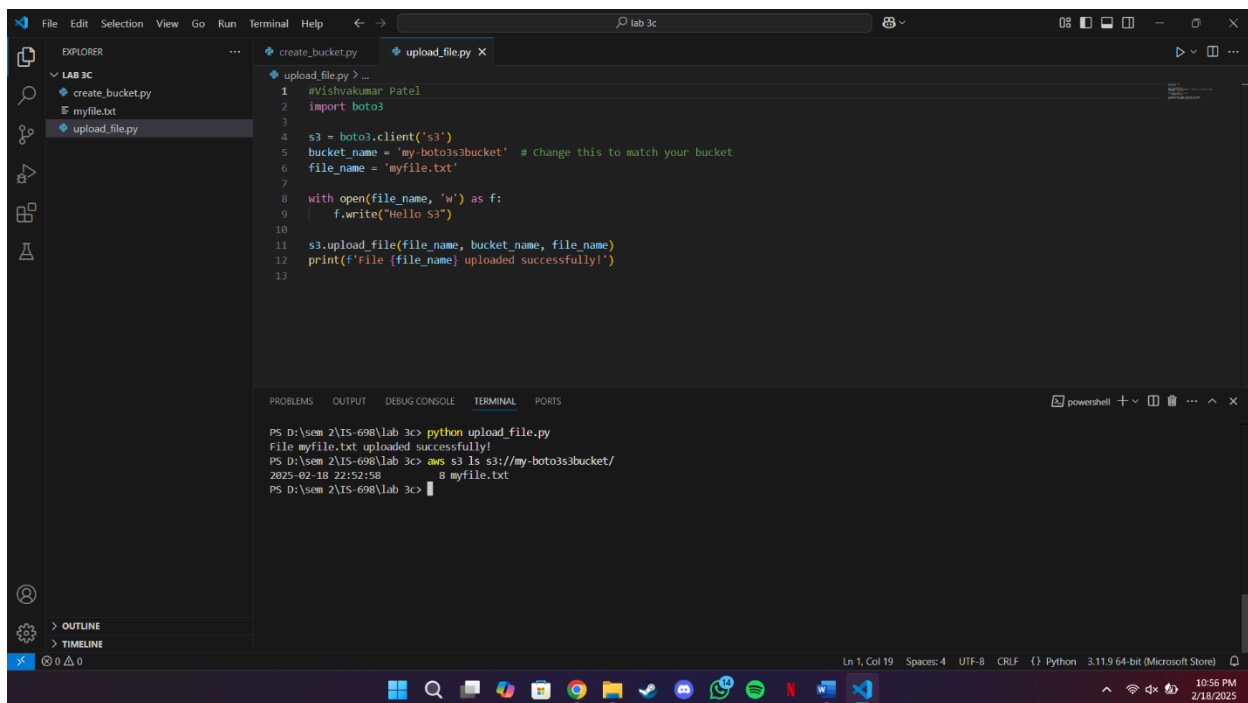 File Edit Selection View Go Run Terminal Help
lab 3c
EXPLORER
create_bucket.py
upload_file.py
LAB 3C
create_bucket.py
myfile.txt
upload_file.py
upload_file.py > ...
1 #Vishvakumar Patel
2 import boto3
3
4 s3 = boto3.client('s3')
5 bucket_name = 'my-boto3s3bucket' # Change this to match your bucket
6 file_name = 'myfile.txt'
7
8 with open(file_name, 'w') as f:
9 f.write("Hello S3")
10
11 s3.upload_file(file_name, bucket_name, file_name)
12 print(f'File {file_name} uploaded successfully!')
13
PROBLEMS OUTPUT DEBUG CONSOLE TERMINAL PORTS
powershell
PS D:\sem 2\IS-698\lab 3c> python upload_file.py
File myfile.txt uploaded successfully!
PS D:\sem 2\IS-698\lab 3c> aws s3 ls s3://my-boto3s3bucket/
2025-02-18 22:52:58 8 myfile.txt
PS D:\sem 2\IS-698\lab 3c>
OUTLINE
TIMELINE
0 0
Ln 1, Col 19 Spaces: 4 UTF-8 CRLF {} Python 3.11.9 64-bit (Microsoft Store)
14
10:56 PM
2/18/2025